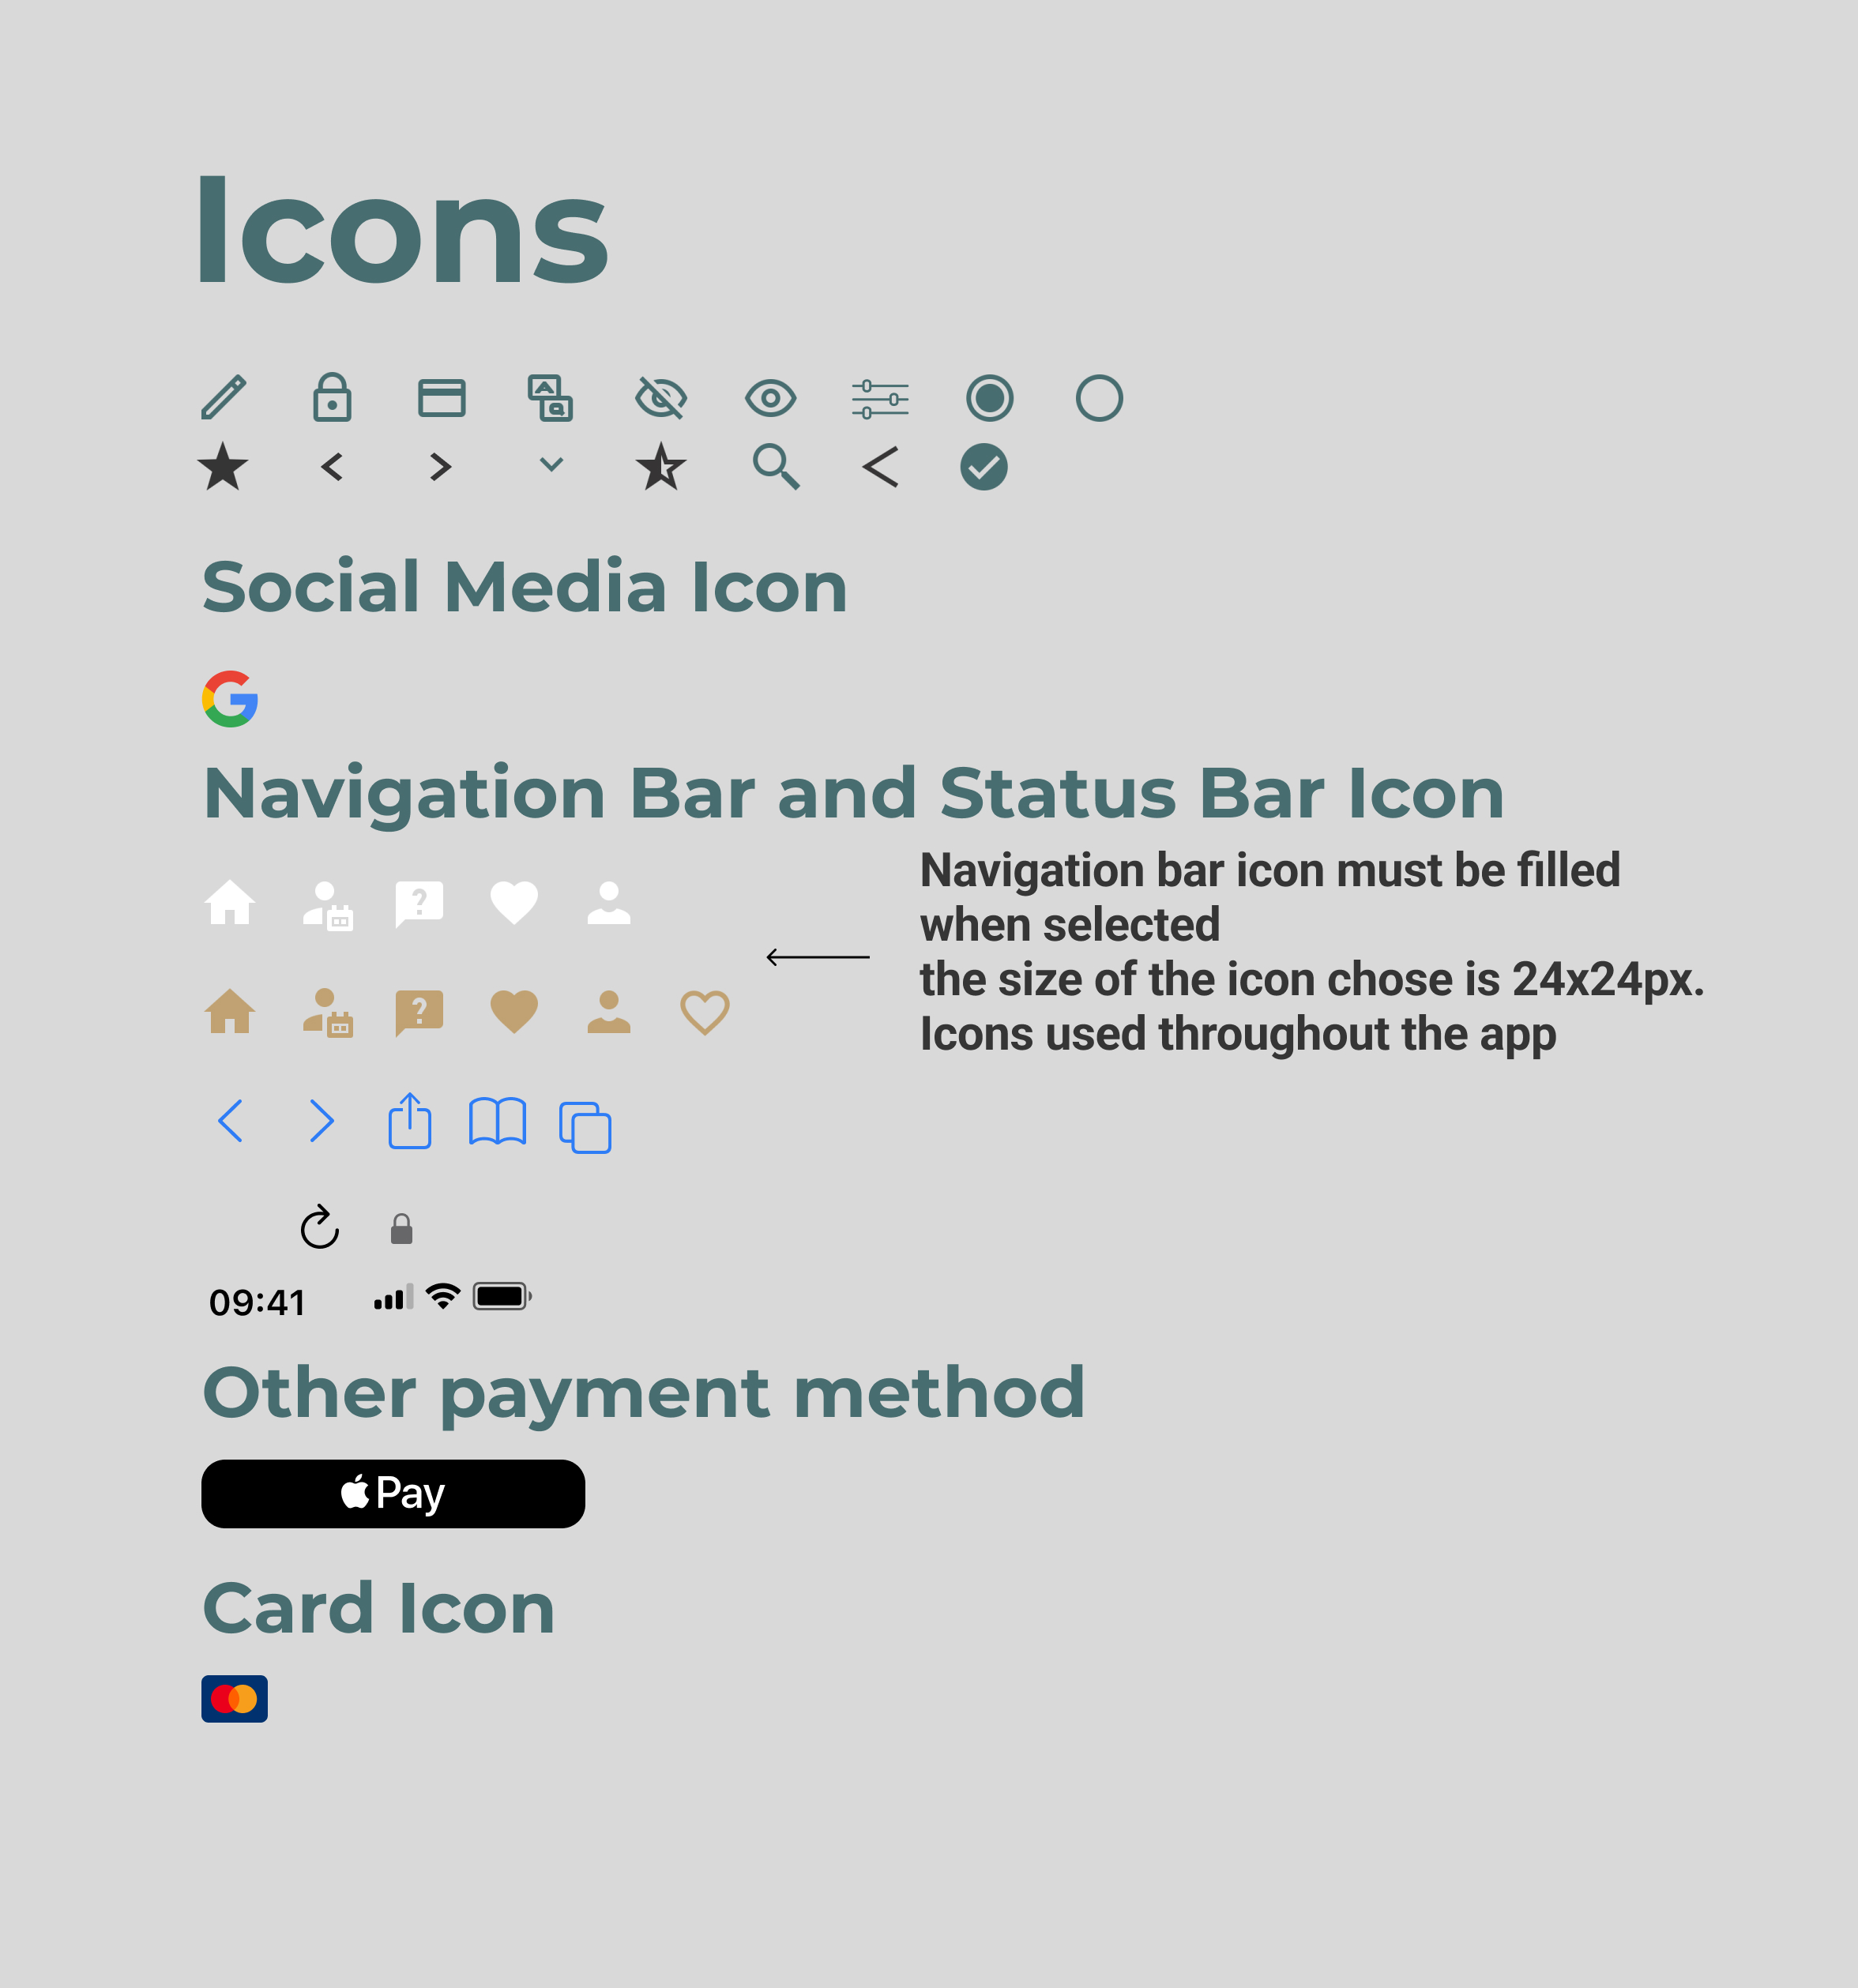 Icons
Social Media Icon
Navigation Bar and Status Bar Icon
Navigation bar icon must be filled
when selected
the size of the icon chose is 24x24px.
Icons used throughout the app
09:41
Other payment method
Pay
Card Icon